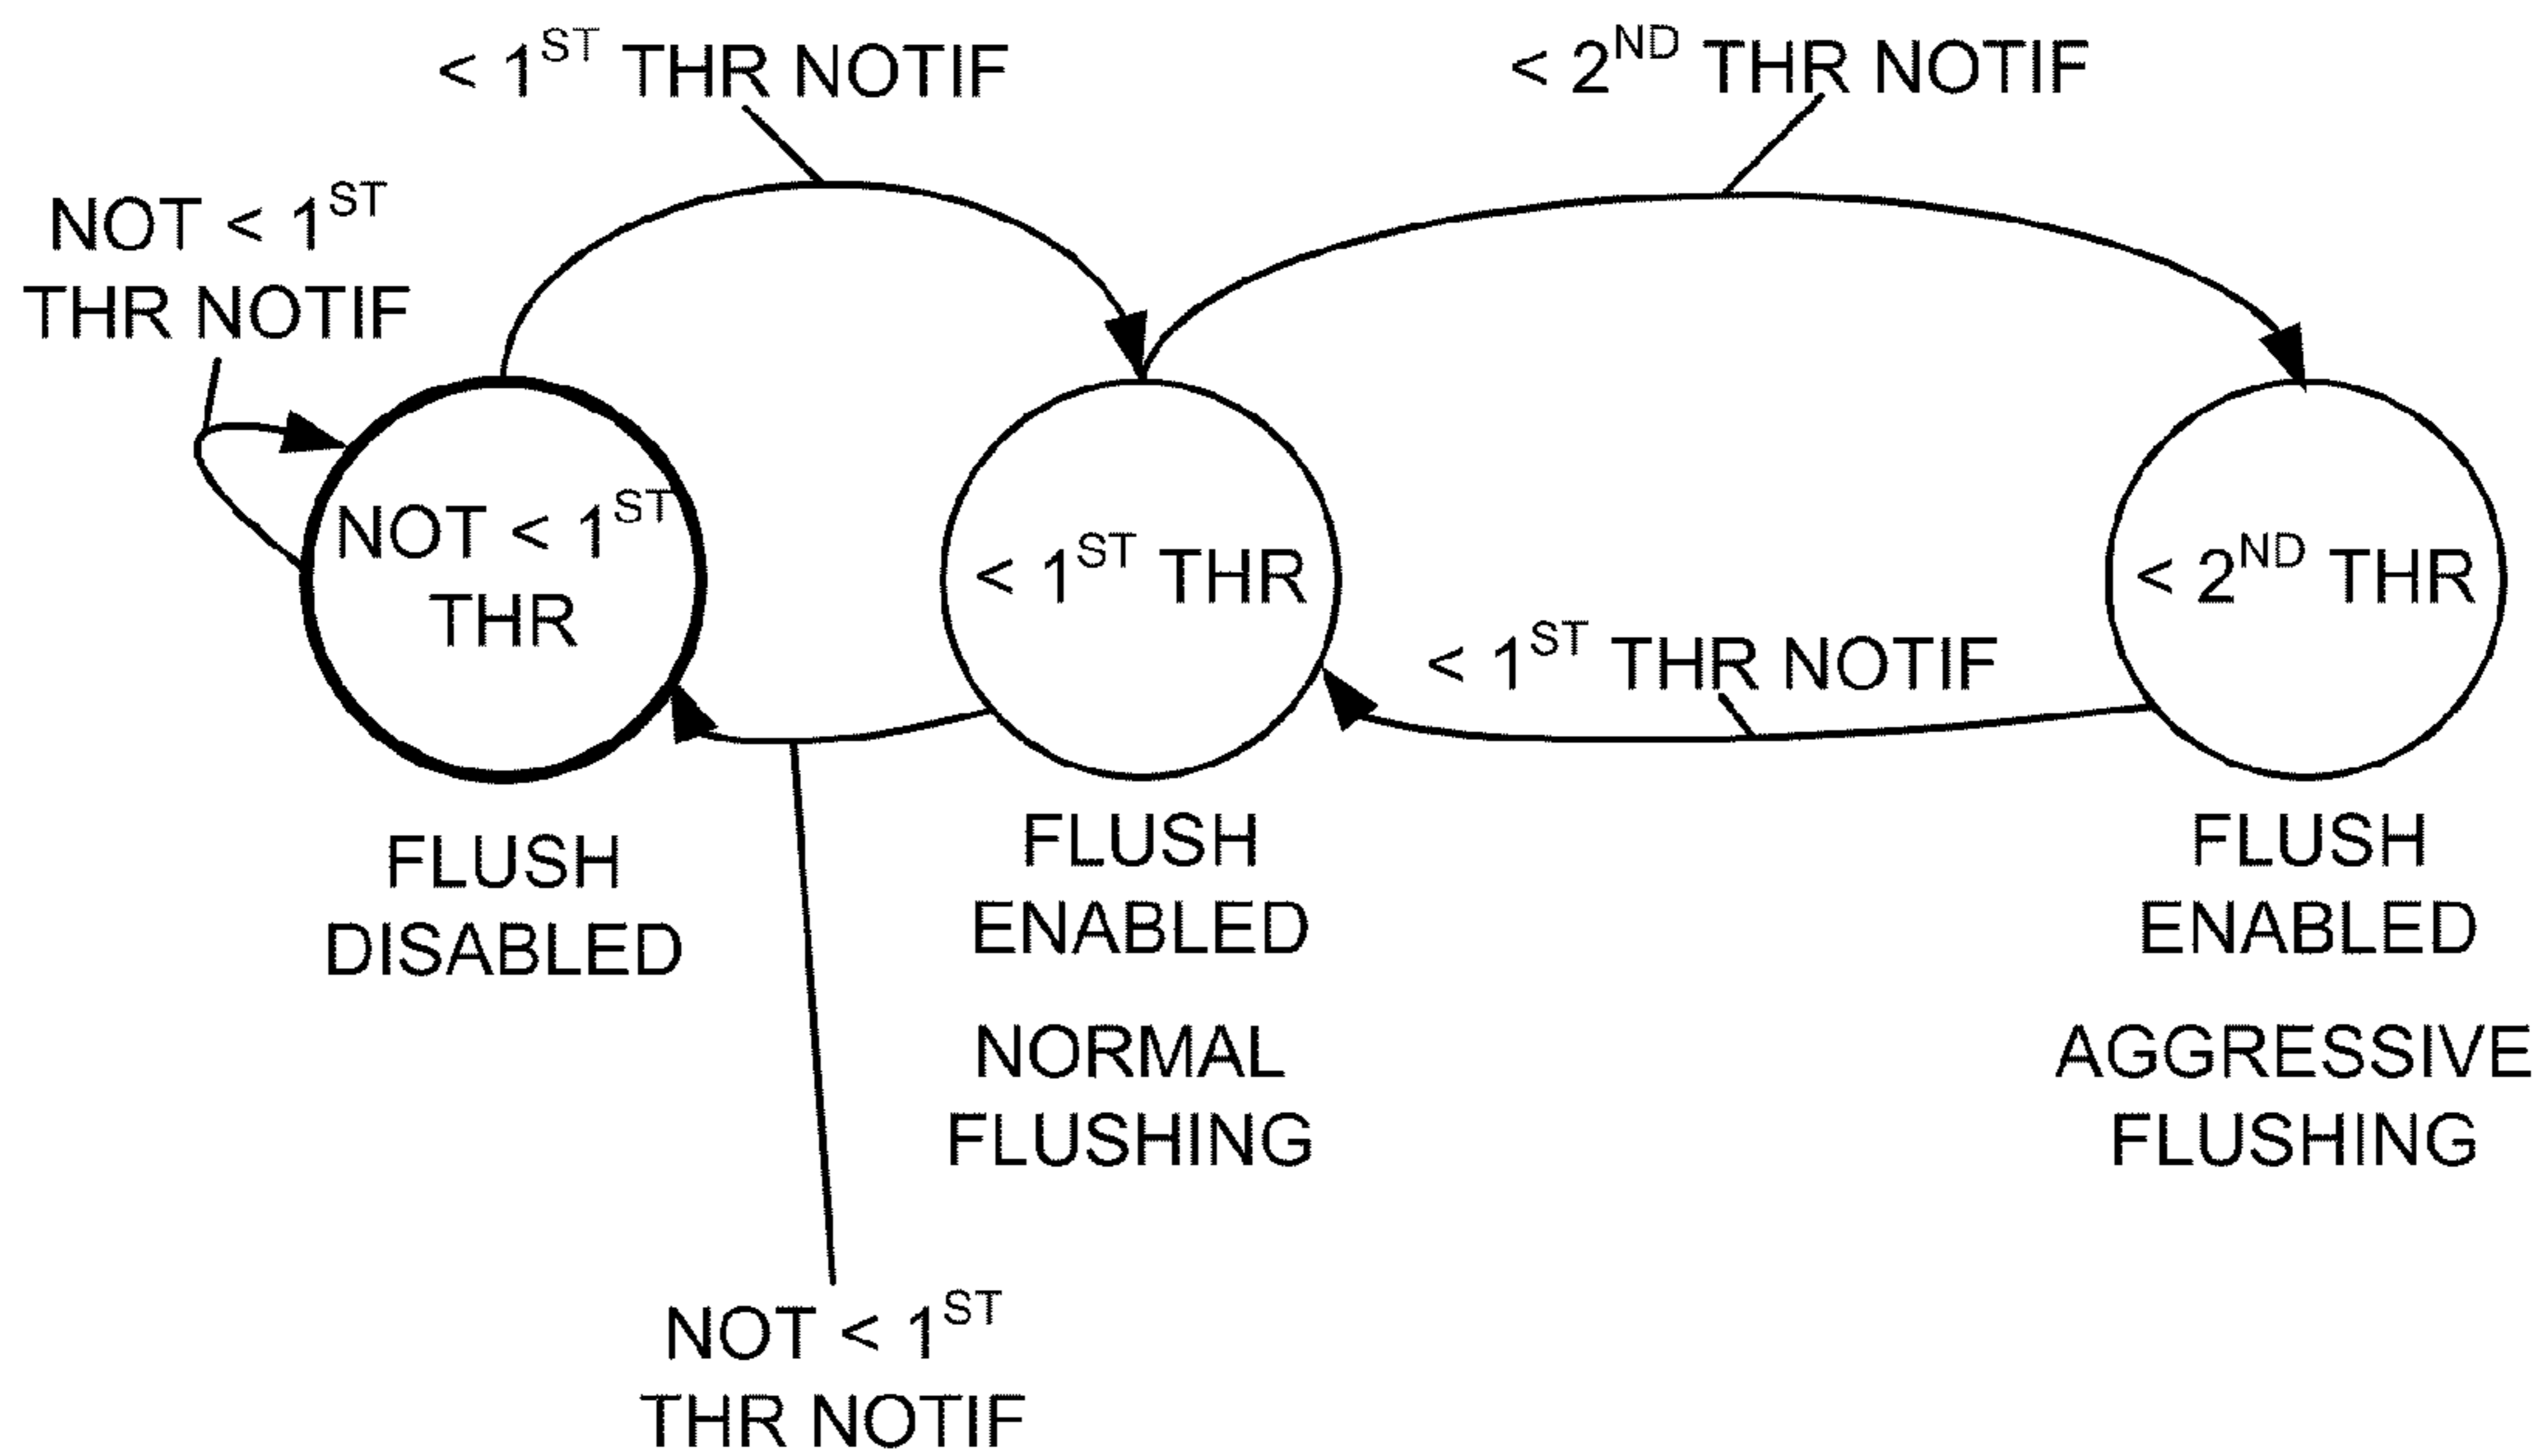 < 1ST THR NOTIF
< 2ND THR NOTIF
NOT < 1ST
THR NOTIF
NOT < 1ST
THR
< 1ST THR
< 2ND THR
< 1ST THR NOTIF
FLUSH
DISABLED
FLUSH
ENABLED
NORMAL
FLUSHING
FLUSH
ENABLED
AGGRESSIVE
FLUSHING
NOT < 1ST
THR NOTIF